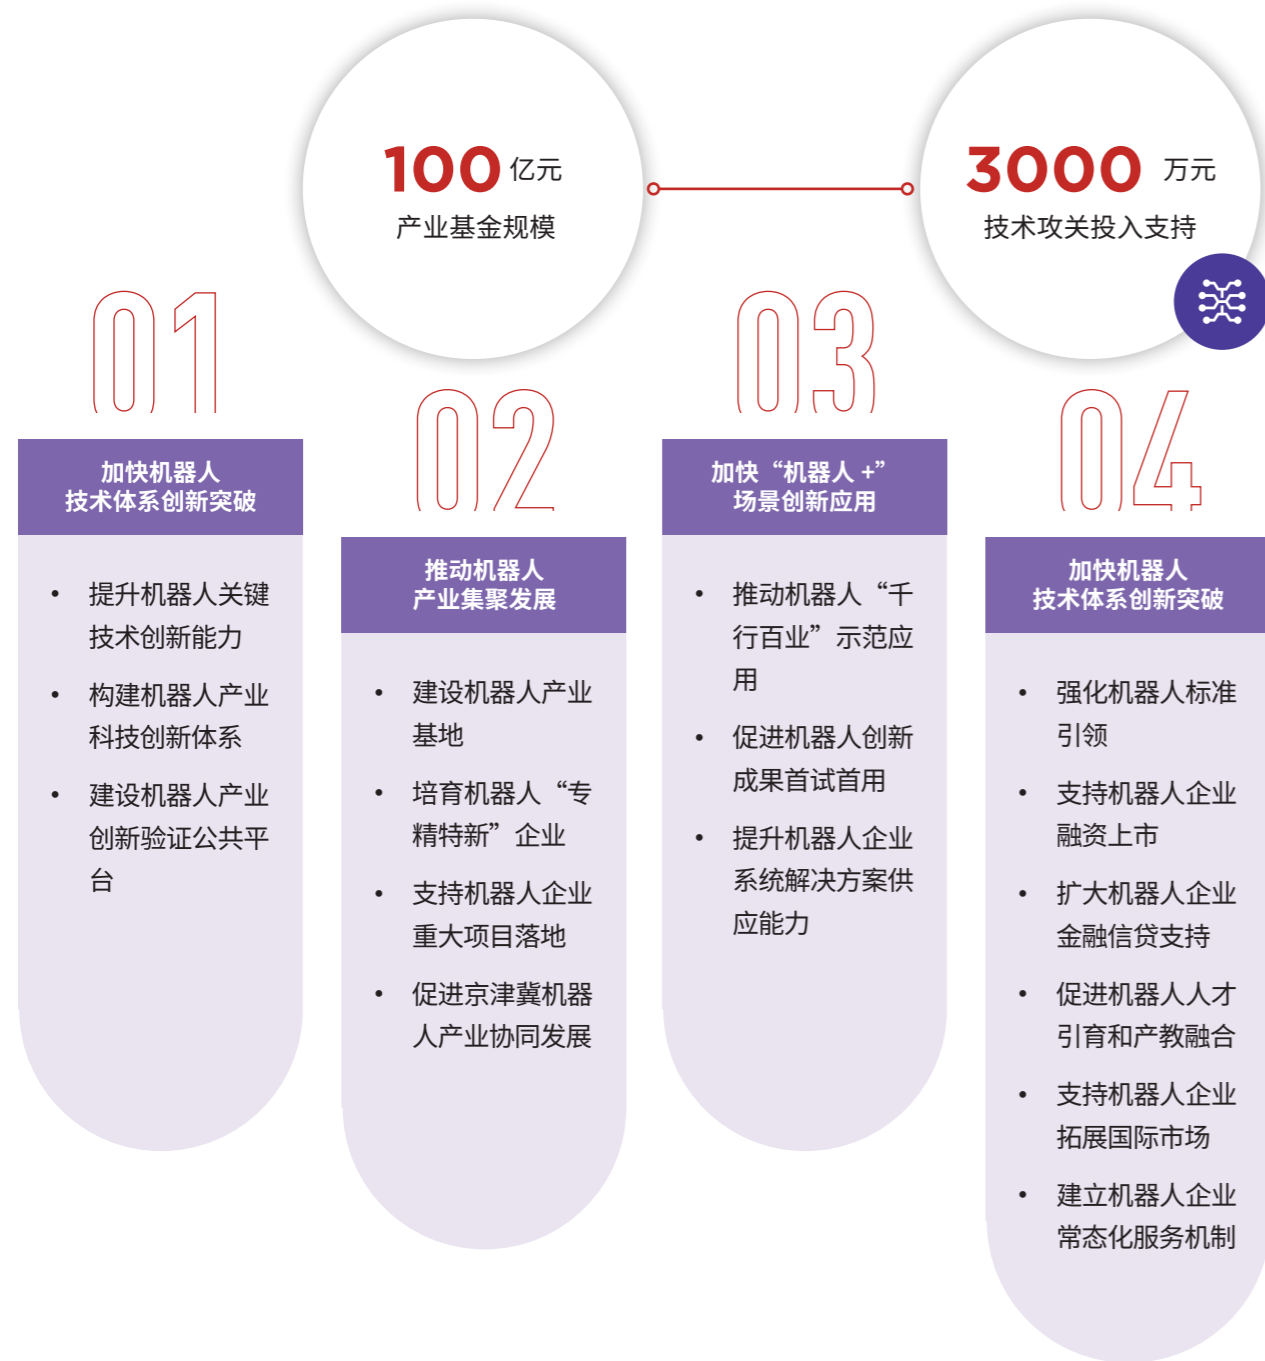 100 亿元
产业基金规模
3000 万元
技术攻关投入支持
01
加快机器人
技术体系创新突破
• 提升机器人关键
技术创新能力
• 构建机器人产业
科技创新体系
• 建设机器人产业
创新验证公共平
台
02
推动机器人
产业集聚发展
• 建设机器人产业
基地
• 培育机器人“专
精特新”企业
• 支持机器人企业
重大项目落地
• 促进京津冀机器
人产业协同发展
03
加快“机器人 +”
场景创新应用
• 推动机器人“千
行百业”示范应
用
• 促进机器人创新
成果首试首用
• 提升机器人企业
系统解决方案供
应能力
04
加快机器人
技术体系创新突破
• 强化机器人标准
引领
• 支持机器人企业
融资上市
• 扩大机器人企业
金融信贷支持
• 促进机器人人才
引育和产教融合
• 支持机器人企业
拓展国际市场
• 建立机器人企业
常态化服务机制